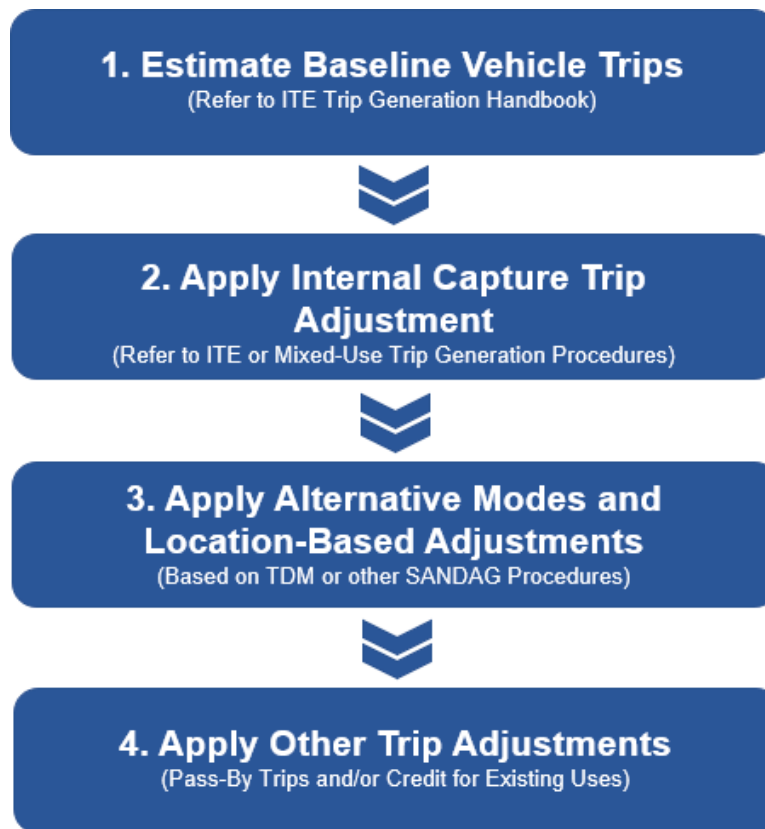 1. Estimate Baseline Vehicle Trips
(Refer to ITE Trip Generation Handbook)
2. Apply Internal Capture Trip
Adjustment
(Refer to ITE or Mixed-Use Trip Generation Procedures)
3. Apply Alternative Modes and
Location-Based Adjustments
(Based on TDM or other SANDAG Procedures)
4. Apply Other Trip Adjustments
(Pass-By Trips and/or Credit for Existing Uses)